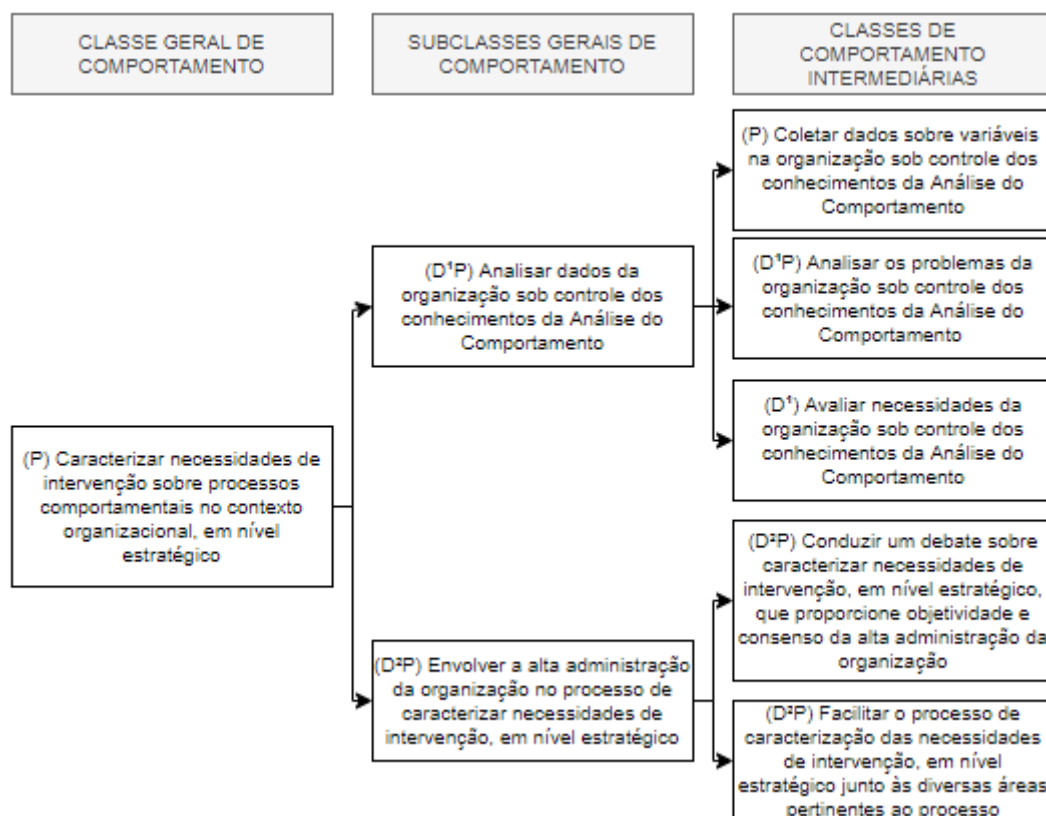 CLASSE GERAL DE
COMPORTAMENTO
SUBCLASSES GERAIS DE
COMPORTAMENTO
CLASSES DE
COMPORTAMENTO
INTERMEDIÁRIAS
(P) Caracterizar necessidades de
intervenção sobre processos
comportamentais no contexto
organizacional, em nível
estratégico
(D¹P) Analisar dados da
organização sob controle dos
conhecimentos da Análise do
Comportamento
(D²P) Envolver a alta administração
da organização no processo de
caracterizar necessidades de
intervenção, em nível estratégico
(P) Coletar dados sobre variáveis
na organização sob controle dos
conhecimentos da Análise do
Comportamento
(D¹P) Analisar os problemas da
organização sob controle dos
conhecimentos da Análise do
Comportamento
(D¹) Avaliar necessidades da
organização sob controle dos
conhecimentos da Análise do
Comportamento
(D²P) Conduzir um debate sobre
caracterizar necessidades de
intervenção, em nível estratégico,
que proporcione objetividade e
consenso da alta administração da
organização
(D²P) Facilitar o processo de
caracterização das necessidades
de intervenção, em nível
estratégico junto às diversas áreas
pertinentes ao processo